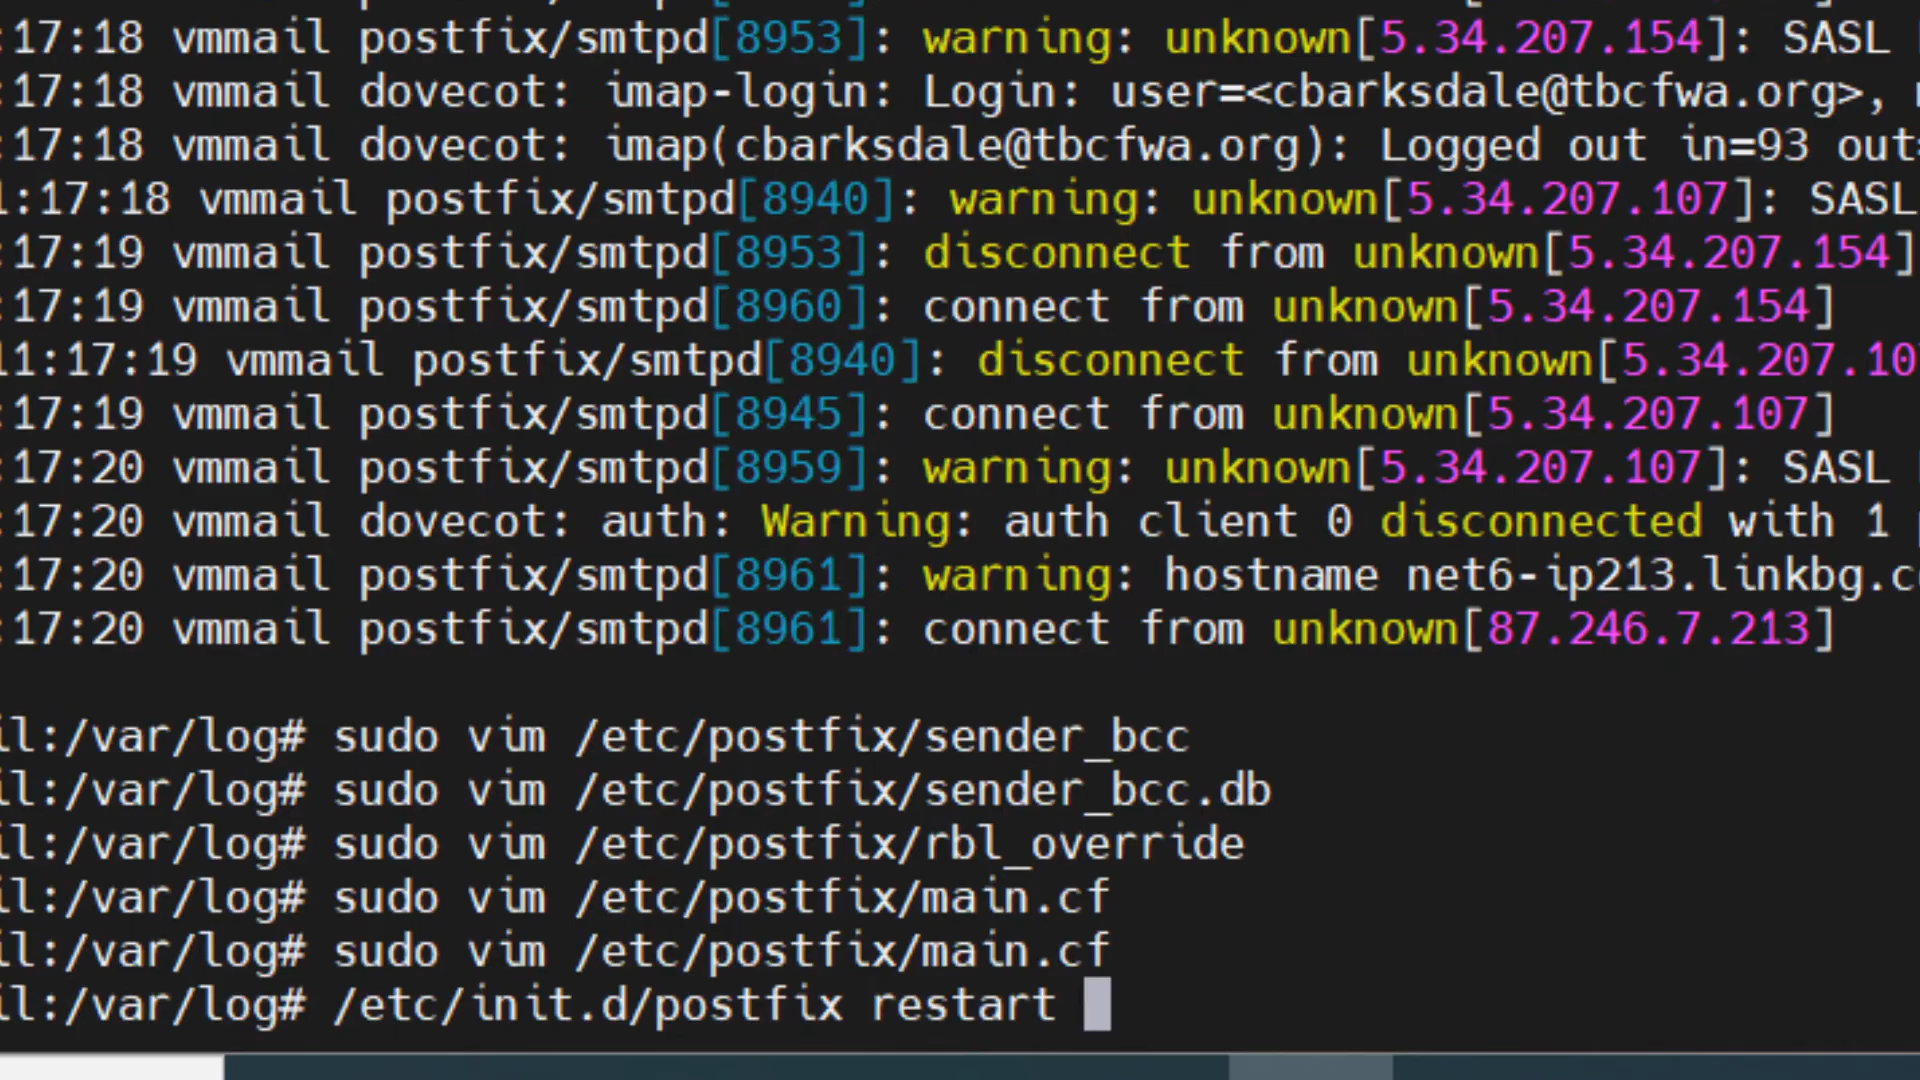 :17:18 vmmail postfix/smtpd[8953]: warning: unknown[5.34.207.154]: SASL
:17:18 vmmail dovecot: imap-login: Login: user=<cbarksdale@tbcfwa.org>,
:17:18 vmmail dovecot: imap(cbarksdale@tbcfwa.org): Logged out in=93 out=
1:17:18 vmmail postfix/smtpd[8940]: warning: unknown[5.34.207.107]: SASL
:17:19 vmmail postfix/smtpd[8953]: disconnect from unknown[5.34.207.154]
:17:19 vmmail postfix/smtpd[8960]: connect from unknown[5.34.207.154]
11:17:19 vmmail postfix/smtpd[8940]: disconnect from unknown[5.34.207.10
:17:19 vmmail postfix/smtpd[8945]: connect from unknown[5.34.207.107]
:17:20 vmmail postfix/smtpd[8959]: warning: unknown[5.34.207.107]: SASL
:17:20 vmmail dovecot: auth: Warning: auth client 0 disconnected with 1
:17:20 vmmail postfix/smtpd[8961]: warning: hostname net6-ip213.linkbg.c
:17:20 vmmail postfix/smtpd[8961]: connect from unknown[87.246.7.213]
il:/var/log# sudo vim /etc/postfix/sender_bcc
il:/var/log# sudo vim /etc/postfix/sender_bcc.db
il:/var/log# sudo vim /etc/postfix/rbl_override
il:/var/log# sudo vim /etc/postfix/main.cf
il:/var/log# sudo vim /etc/postfix/main.cf
il:/var/log# /etc/init.d/postfix restart